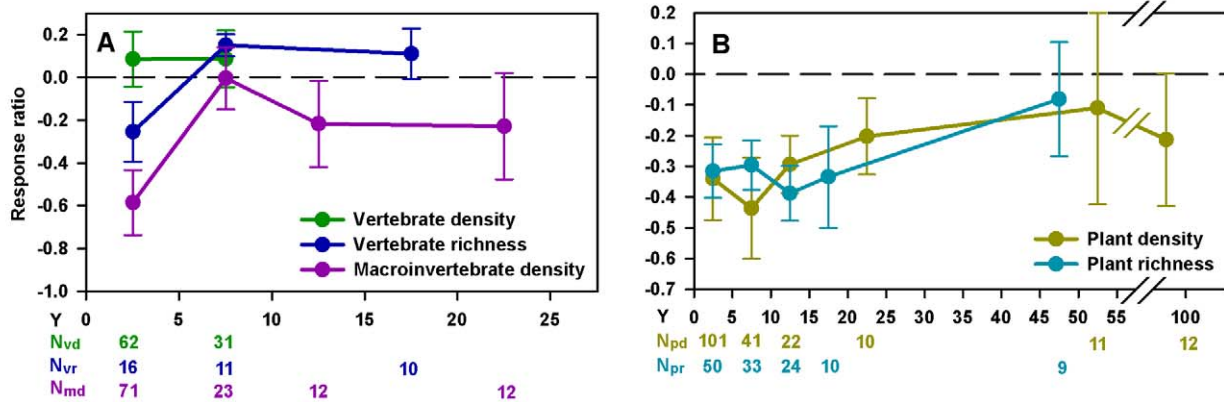 A
0.2
0.0
-0.2
-0.4
-0.6
-0.8
-1.0
Response ratio
Vertebrate density
Vertebrate richness
Macroinvertebrate density
Y 0 5 10 15 20 25
Nvd 62 31
Nvr 16 11 10
Nmd 71 23 12 12
B
0.2
0.1
0.0
-0.1
-0.2
-0.3
-0.4
-0.5
-0.6
-0.7
Plant density
Plant richness
Y 0 5 10 15 20 25 30 35 40 45 50 55 100
Npd 101 41 22 10 11 12
Npr 50 33 24 10 9